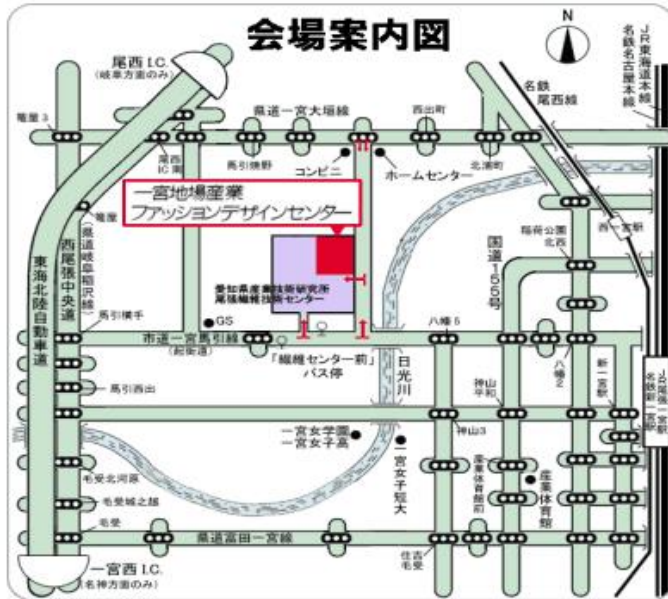 会場案内図
N
尾西 I.C.
(岐阜方面のみ)
名鉄
尾西線
JR東海道本線
名鉄名古屋本線
篭屋 3
県道一宮大垣線
西出町
尾西
IC 南
馬引焼野
コンビニ
ホームセンター
北浦町
一宮地場産業
ファッションデザインセンター
篭屋
(県道岐阜稲沢線)
西尾張中央道
東海北陸自動車道
稲荷公園
北西
西一宮駅
国道155号
愛知県産業技術研究所
尾張繊維技術センター
馬引横手
GS
市道一宮馬引線
(起街道)
八幡 5
「繊維センター前」
バス停
日光川
八幡 2
新一宮駅
JR尾張一宮駅
名鉄新一宮駅
馬引西出
神山
平和
一宮女学園
一宮女子高
神山3
一宮女子短大
毛受北河原
産業体育館前
産業体育館
毛受城之越
毛受
県道富田一宮線
住吉
毛受
一宮西 I.C.
(名神方面のみ)